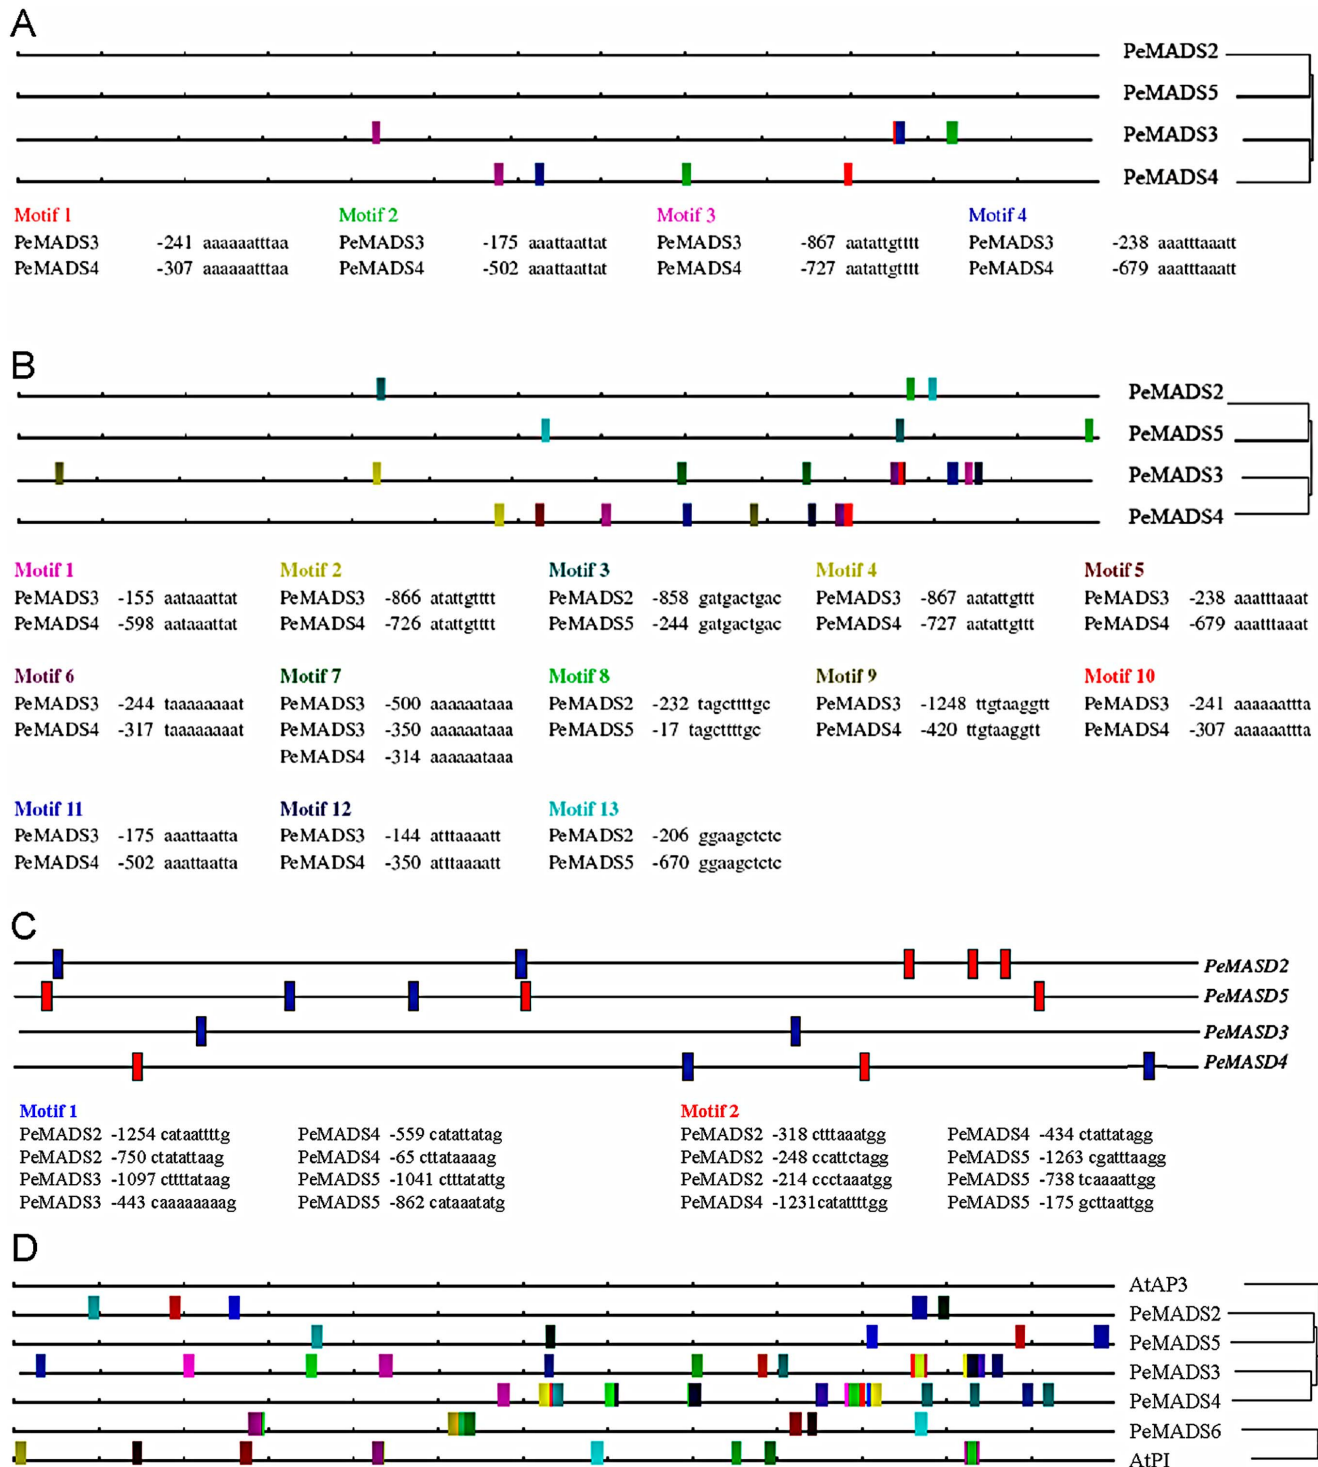 A
PeMADS2
PeMADS5
PeMADS3
PeMADS4
Motif 1 Motif 2 Motif 3 Motif 4
PeMADS3 -241 aaaaaatttaa PeMADS3 -175 aaattaattat PeMADS3 -867 aatattgtttt PeMADS3 -238 aaatttaaatt
PeMADS4 -307 aaaaaatttaa PeMADS4 -502 aaattaattat PeMADS4 -727 aatattgtttt PeMADS4 -679 aaatttaaatt
B
PeMADS2
PeMADS5
PeMADS3
PeMADS4
Motif 1 Motif 2 Motif 3 Motif 4 Motif 5
PeMADS3 -155 aataaattat PeMADS3 -866 atattgtttt PeMADS2 -858 gatgactgac PeMADS3 -867 aatattgttt PeMADS3 -238 aaatttaaat
PeMADS4 -598 aataaattat PeMADS4 -726 atattgtttt PeMADS5 -244 gatgactgac PeMADS4 -727 aatattgttt PeMADS4 -679 aaatttaaat
Motif 6 Motif 7 Motif 8 Motif 9 Motif 10
PeMADS3 -244 taaaaaaaat PeMADS3 -500 aaaaaataaa PeMADS2 -232 tagcttttgc PeMADS3 -1248 ttgtaaggtt PeMADS3 -241 aaaaaattta
PeMADS4 -317 taaaaaaaat PeMADS3 -350 aaaaaataaa PeMADS5 -17 tagcttttgc PeMADS4 -420 ttgtaaggtt PeMADS4 -307 aaaaaattta
PeMADS4 -314 aaaaaataaa
Motif 11 Motif 12 Motif 13
PeMADS3 -175 aaattaatta PeMADS3 -144 atttaaaatt PeMADS2 -206 ggaagctctc
PeMADS4 -502 aaattaatta PeMADS4 -350 atttaaaatt PeMADS5 -670 ggaagctctc
C
PeMASD2
PeMASD5
PeMASD3
PeMASD4
Motif 1 Motif 2
PeMADS2 -1254 cataattttg PeMADS4 -559 catattatag PeMADS2 -318 ctttaaatgg PeMADS4 -434 ctattatagg
PeMADS2 -750 ctatattaag PeMADS4 -65 cttataaaag PeMADS2 -248 ccattctagg PeMADS5 -1263 cgatttaagg
PeMADS3 -1097 cttttataag PeMADS5 -1041 ctttatattg PeMADS2 -214 ccctaaatgg PeMADS5 -738 tcaaaattgg
PeMADS3 -443 caaaaaaaag PeMADS5 -862 cataaatatg PeMADS4 -1231catattttgg PeMADS5 -175 gcttaattgg
D
AtAP3
PeMADS2
PeMADS5
PeMADS3
PeMADS4
PeMADS6
AtPI